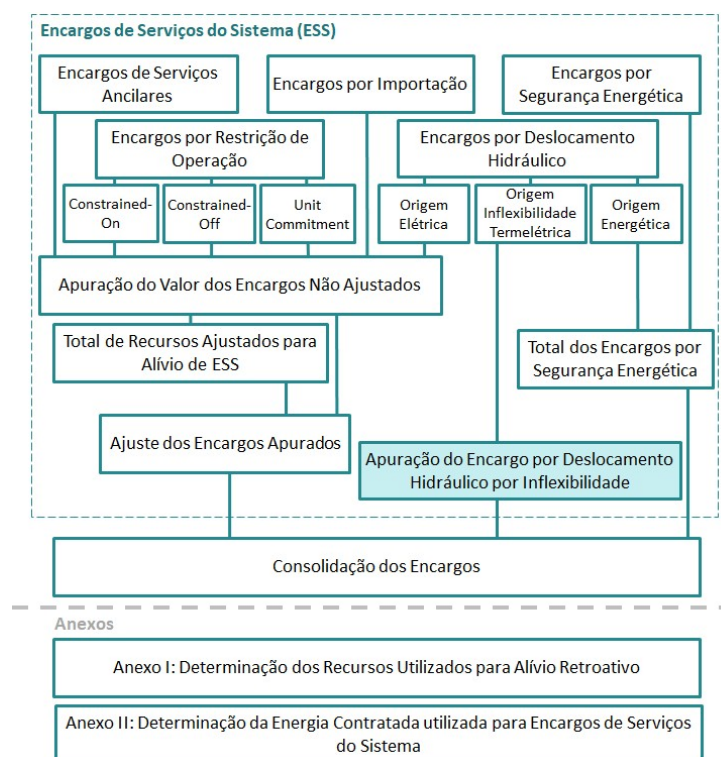 Encargos de Serviços do Sistema (ESS)
Encargos de Serviços
Ancilares
Encargos por Importação
Encargos por
Segurança Energética
Encargos por Restrição de
Operação
Encargos por Deslocamento
Hidráulico
Constrained-
On
Constrained-
Off
Unit
Commitment
Origem
Elétrica
Origem
Inflexibilidade
Termelétrica
Origem
Energética
Apuração do Valor dos Encargos Não Ajustados
Total de Recursos Ajustados para
Alívio de ESS
Total dos Encargos por
Segurança Energética
Ajuste dos Encargos Apurados
Apuração do Encargo por Deslocamento
Hidráulico por Inflexibilidade
Consolidação dos Encargos
Anexos
Anexo I: Determinação dos Recursos Utilizados para Alívio Retroativo
Anexo II: Determinação da Energia Contratada utilizada para Encargos de Serviços
do Sistema